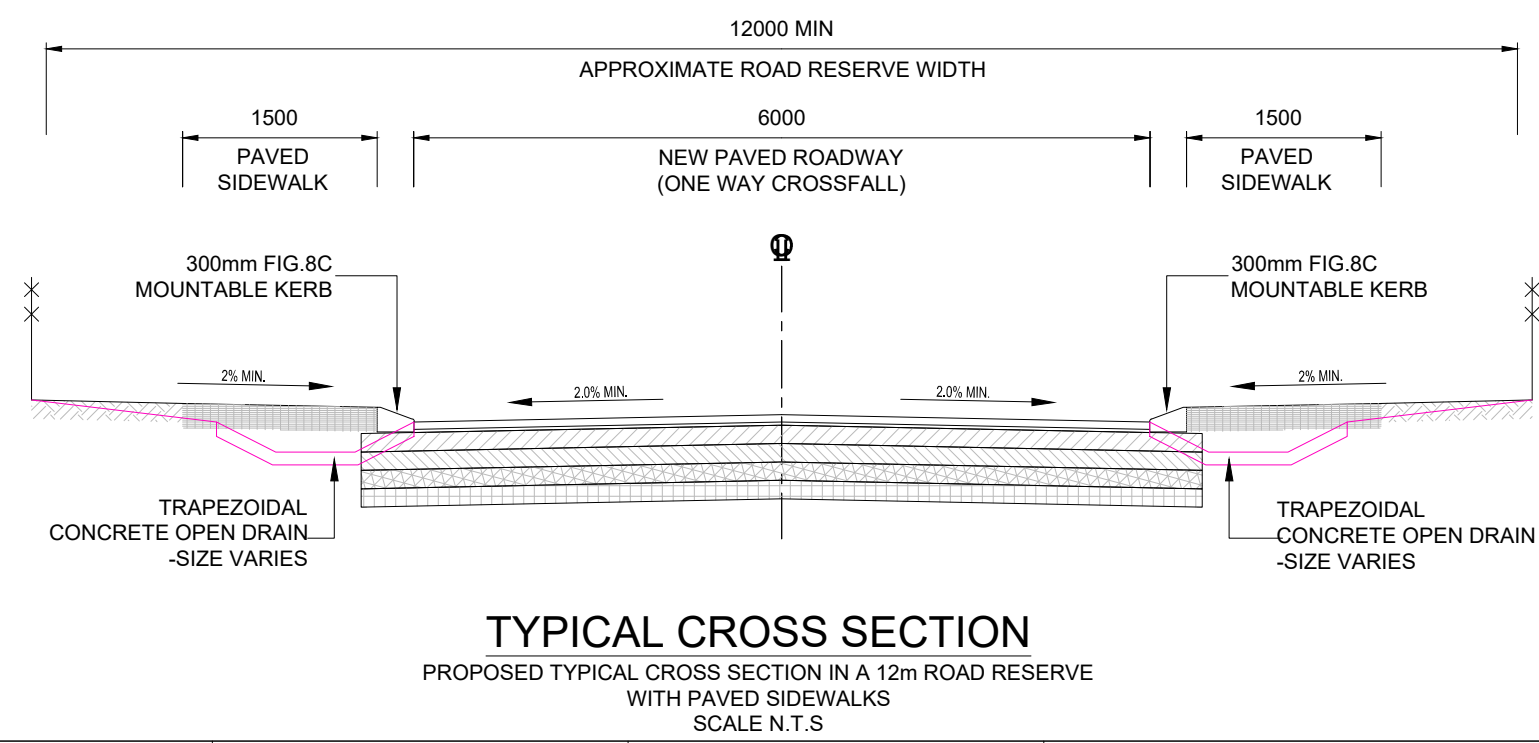 12000 MIN
APPROXIMATE ROAD RESERVE WIDTH
1500
6000
1500
PAVED
SIDEWALK
NEW PAVED ROADWAY
(ONE WAY CROSSFALL)
PAVED
SIDEWALK
300mm FIG.8C
MOUNTABLE KERB
300mm FIG.8C
MOUNTABLE KERB
2% MIN.
2.0% MIN.
2.0% MIN.
2% MIN.
TRAPEZOIDAL
CONCRETE OPEN DRAIN
-SIZE VARIES
TRAPEZOIDAL
CONCRETE OPEN DRAIN
-SIZE VARIES
TYPICAL CROSS SECTION
PROPOSED TYPICAL CROSS SECTION IN A 12m ROAD RESERVE
WITH PAVED SIDEWALKS
SCALE N.T.S